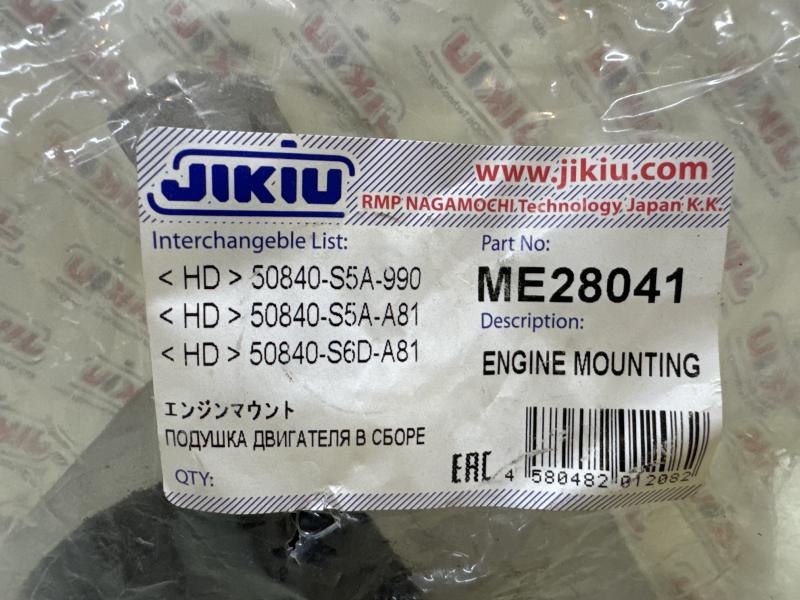 JIKIU
www.jikiu.com
RMP NAGAMOCHI Technology Japan K.K.
Interchangeble List:
< HD > 50840-S5A-990
< HD > 50840-S5A-A81
< HD > 50840-S6D-A81
Part No:
ME28041
Description:
ENGINE MOUNTING
エンジンマウント
ПОДУШКА ДВИГАТЕЛЯ В СБОРЕ
QTY:
EAC
4 580482 012082